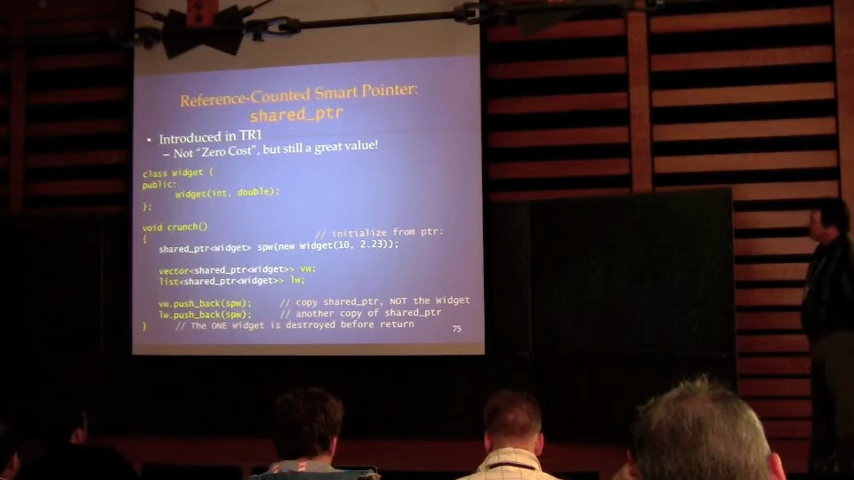 Reference-Counted Smart Pointer:
shared_ptr
• Introduced in TR1
– Not "Zero Cost", but still a great value!
class Widget {
public:
Widget(int, double);
};
void crunch()
{ // initialize from ptr:
shared_ptr<Widget> spw(new Widget(10, 2.23));
vector<shared_ptr<Widget>> vw;
list<shared_ptr<Widget>> lw;
vw.push_back(spw); // copy shared_ptr, NOT the Widget
lw.push_back(spw); // another copy of shared_ptr
} // The ONE Widget is destroyed before return
75